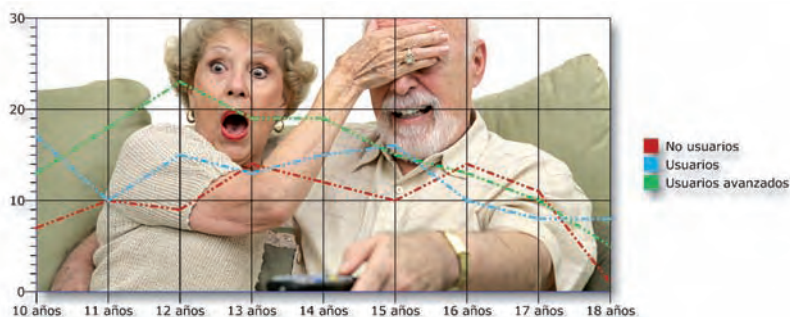 30
20
10
0
10 años 11 años 12 años 13 años 14 años 15 años 16 años 17 años 18 años
No usuarios
Usuarios
Usuarios avanzados